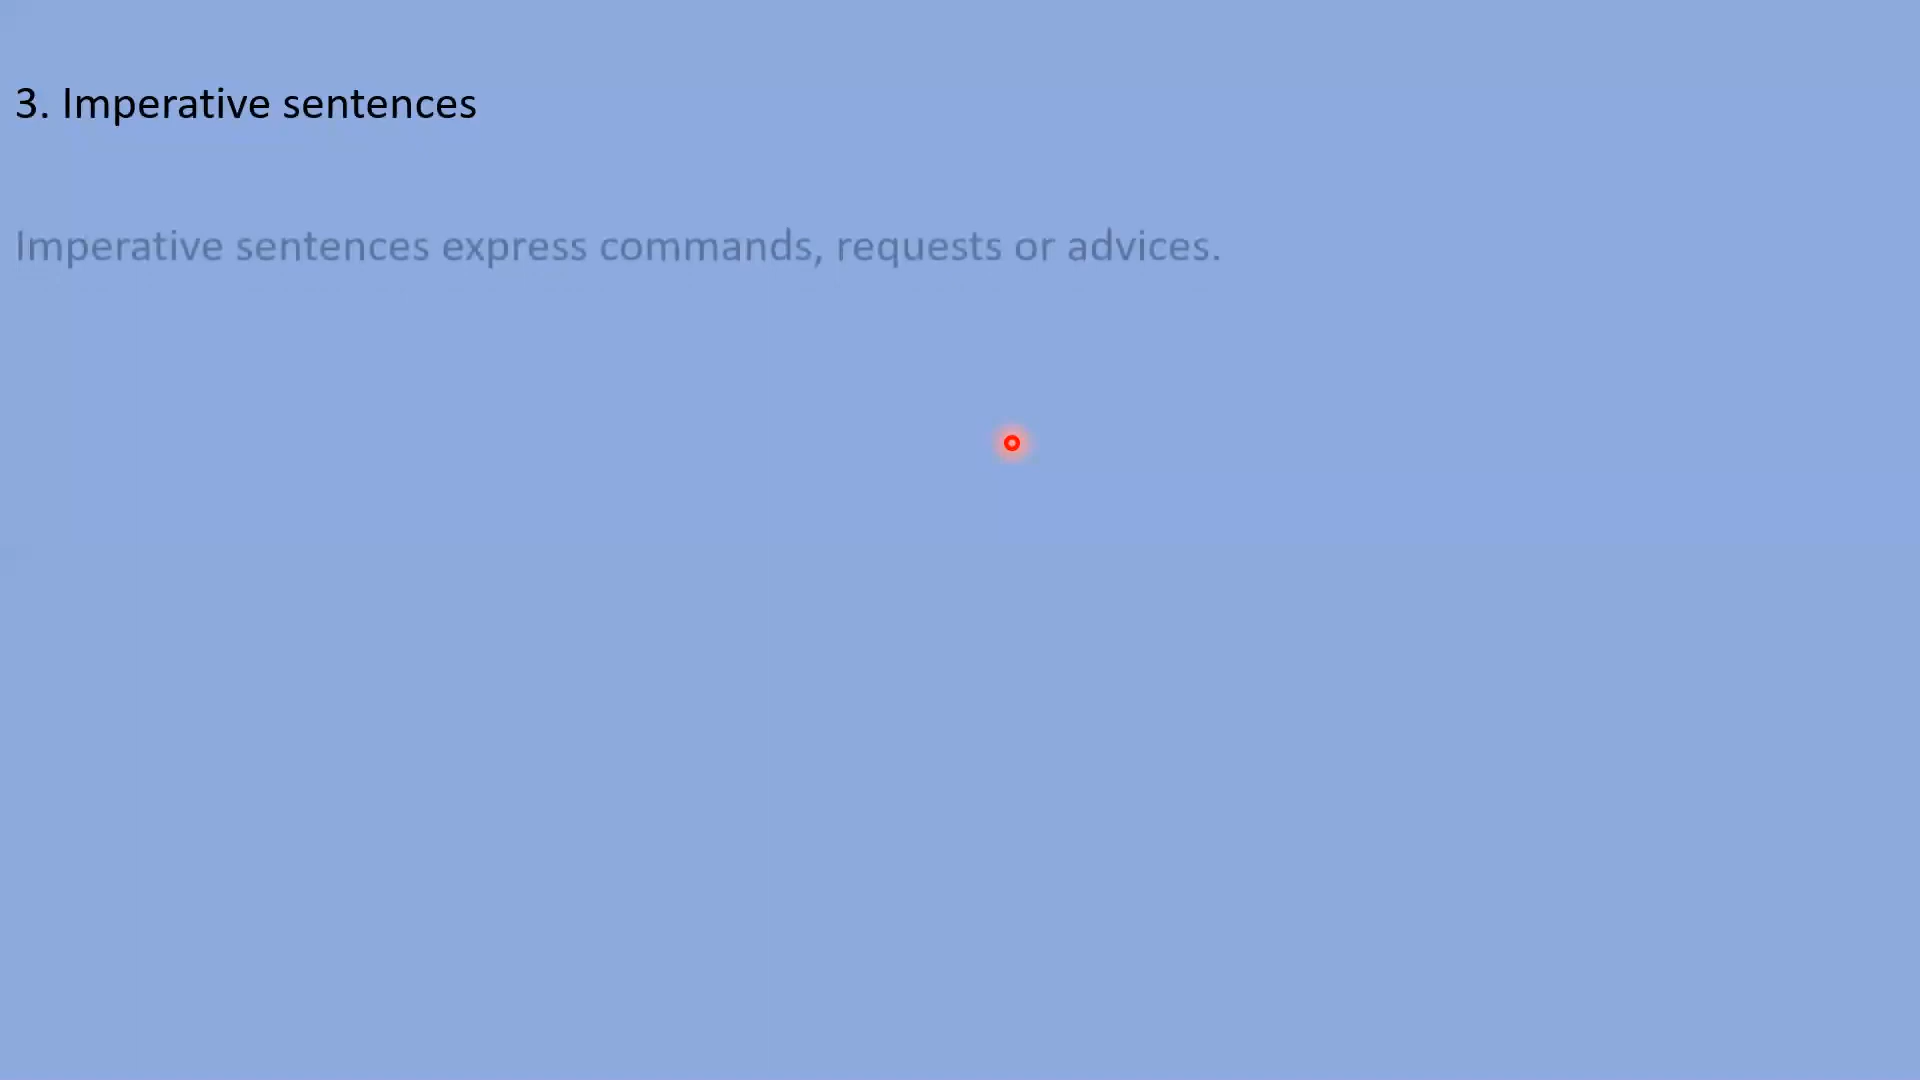 3. Imperative sentences
Imperative sentences express commands, requests or advices.